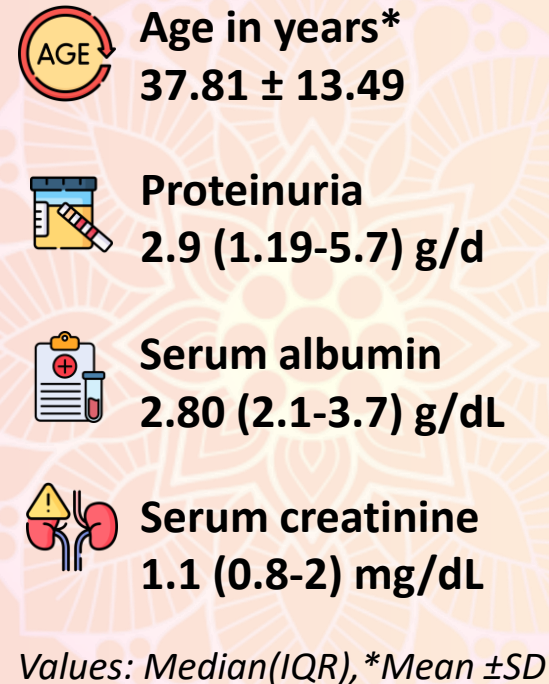 AGE
Age in years*
37.81 ± 13.49
Proteinuria
2.9 (1.19-5.7) g/d
Serum albumin
2.80 (2.1-3.7) g/dL
Serum creatinine
1.1 (0.8-2) mg/dL
Values: Median(IQR),*Mean ±SD